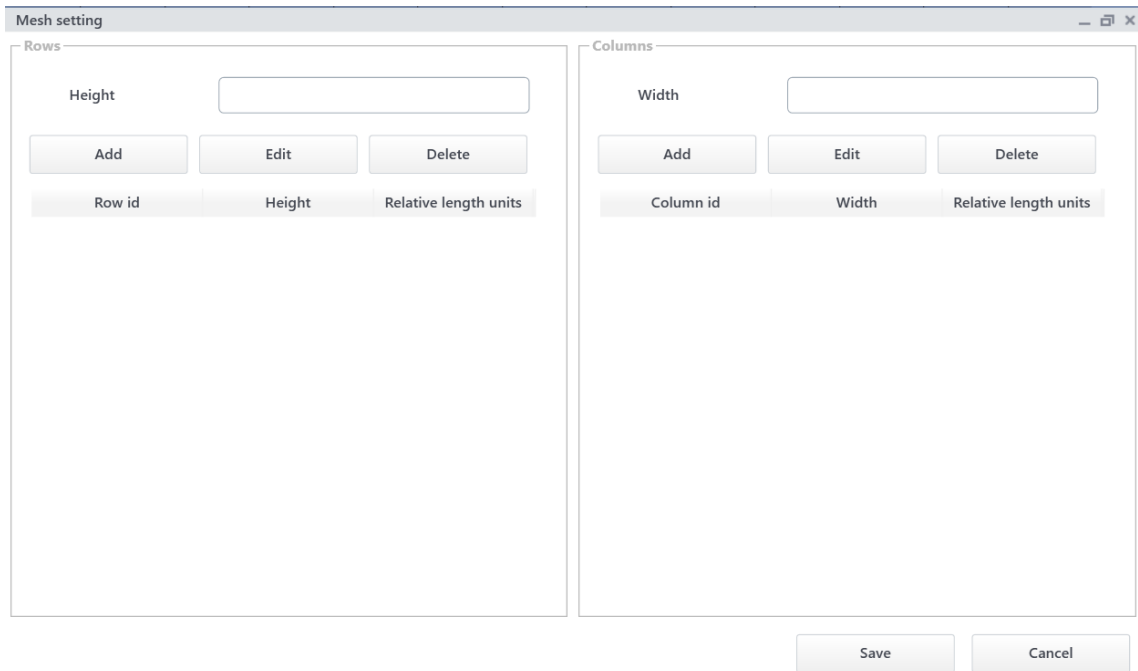 Mesh setting
Rows
Height
Add Edit Delete
Row id Height Relative length units
Columns
Width
Add Edit Delete
Column id Width Relative length units
Save Cancel